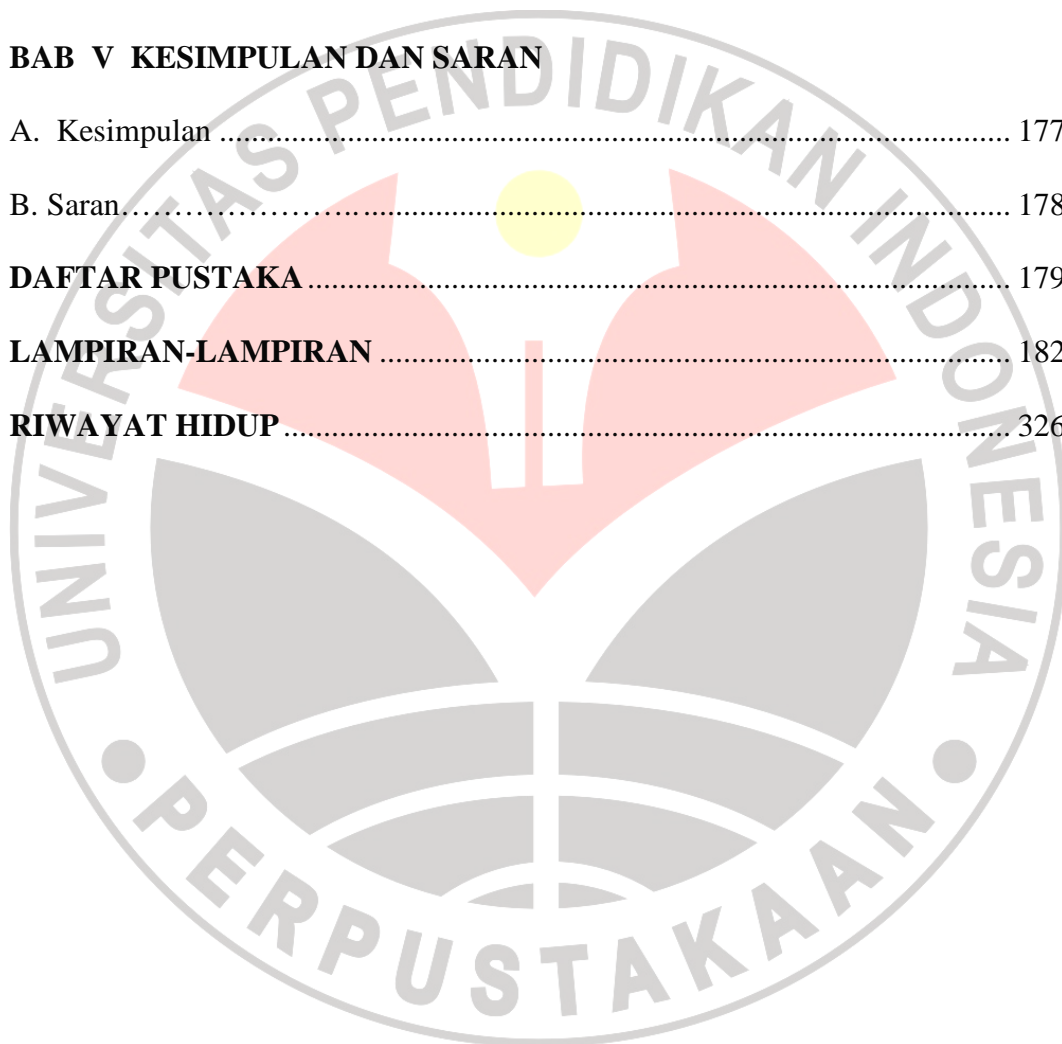 BAB V KESIMPULAN DAN SARAN
A. Kesimpulan .................................................................................................. 177
B. Saran…………………….................................................................................. 178
DAFTAR PUSTAKA ........................................................................................ 179
LAMPIRAN-LAMPIRAN ............................................................................... 182
RIWAYAT HIDUP ........................................................................................... 326
UNIVERSITAS PENDIDIKAN INDONESIA
PERPUSTAKAAN